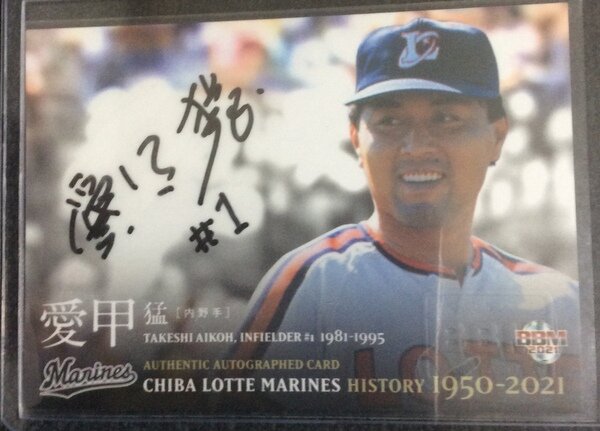 #1
愛甲 猛 [内野手]
TAKESHI AIKOH, INFIELDER #1 1981-1995
BBM
2021
Marines
AUTHENTIC AUTOGRAPHED CARD
CHIBA LOTTE MARINES HISTORY 1950-2021